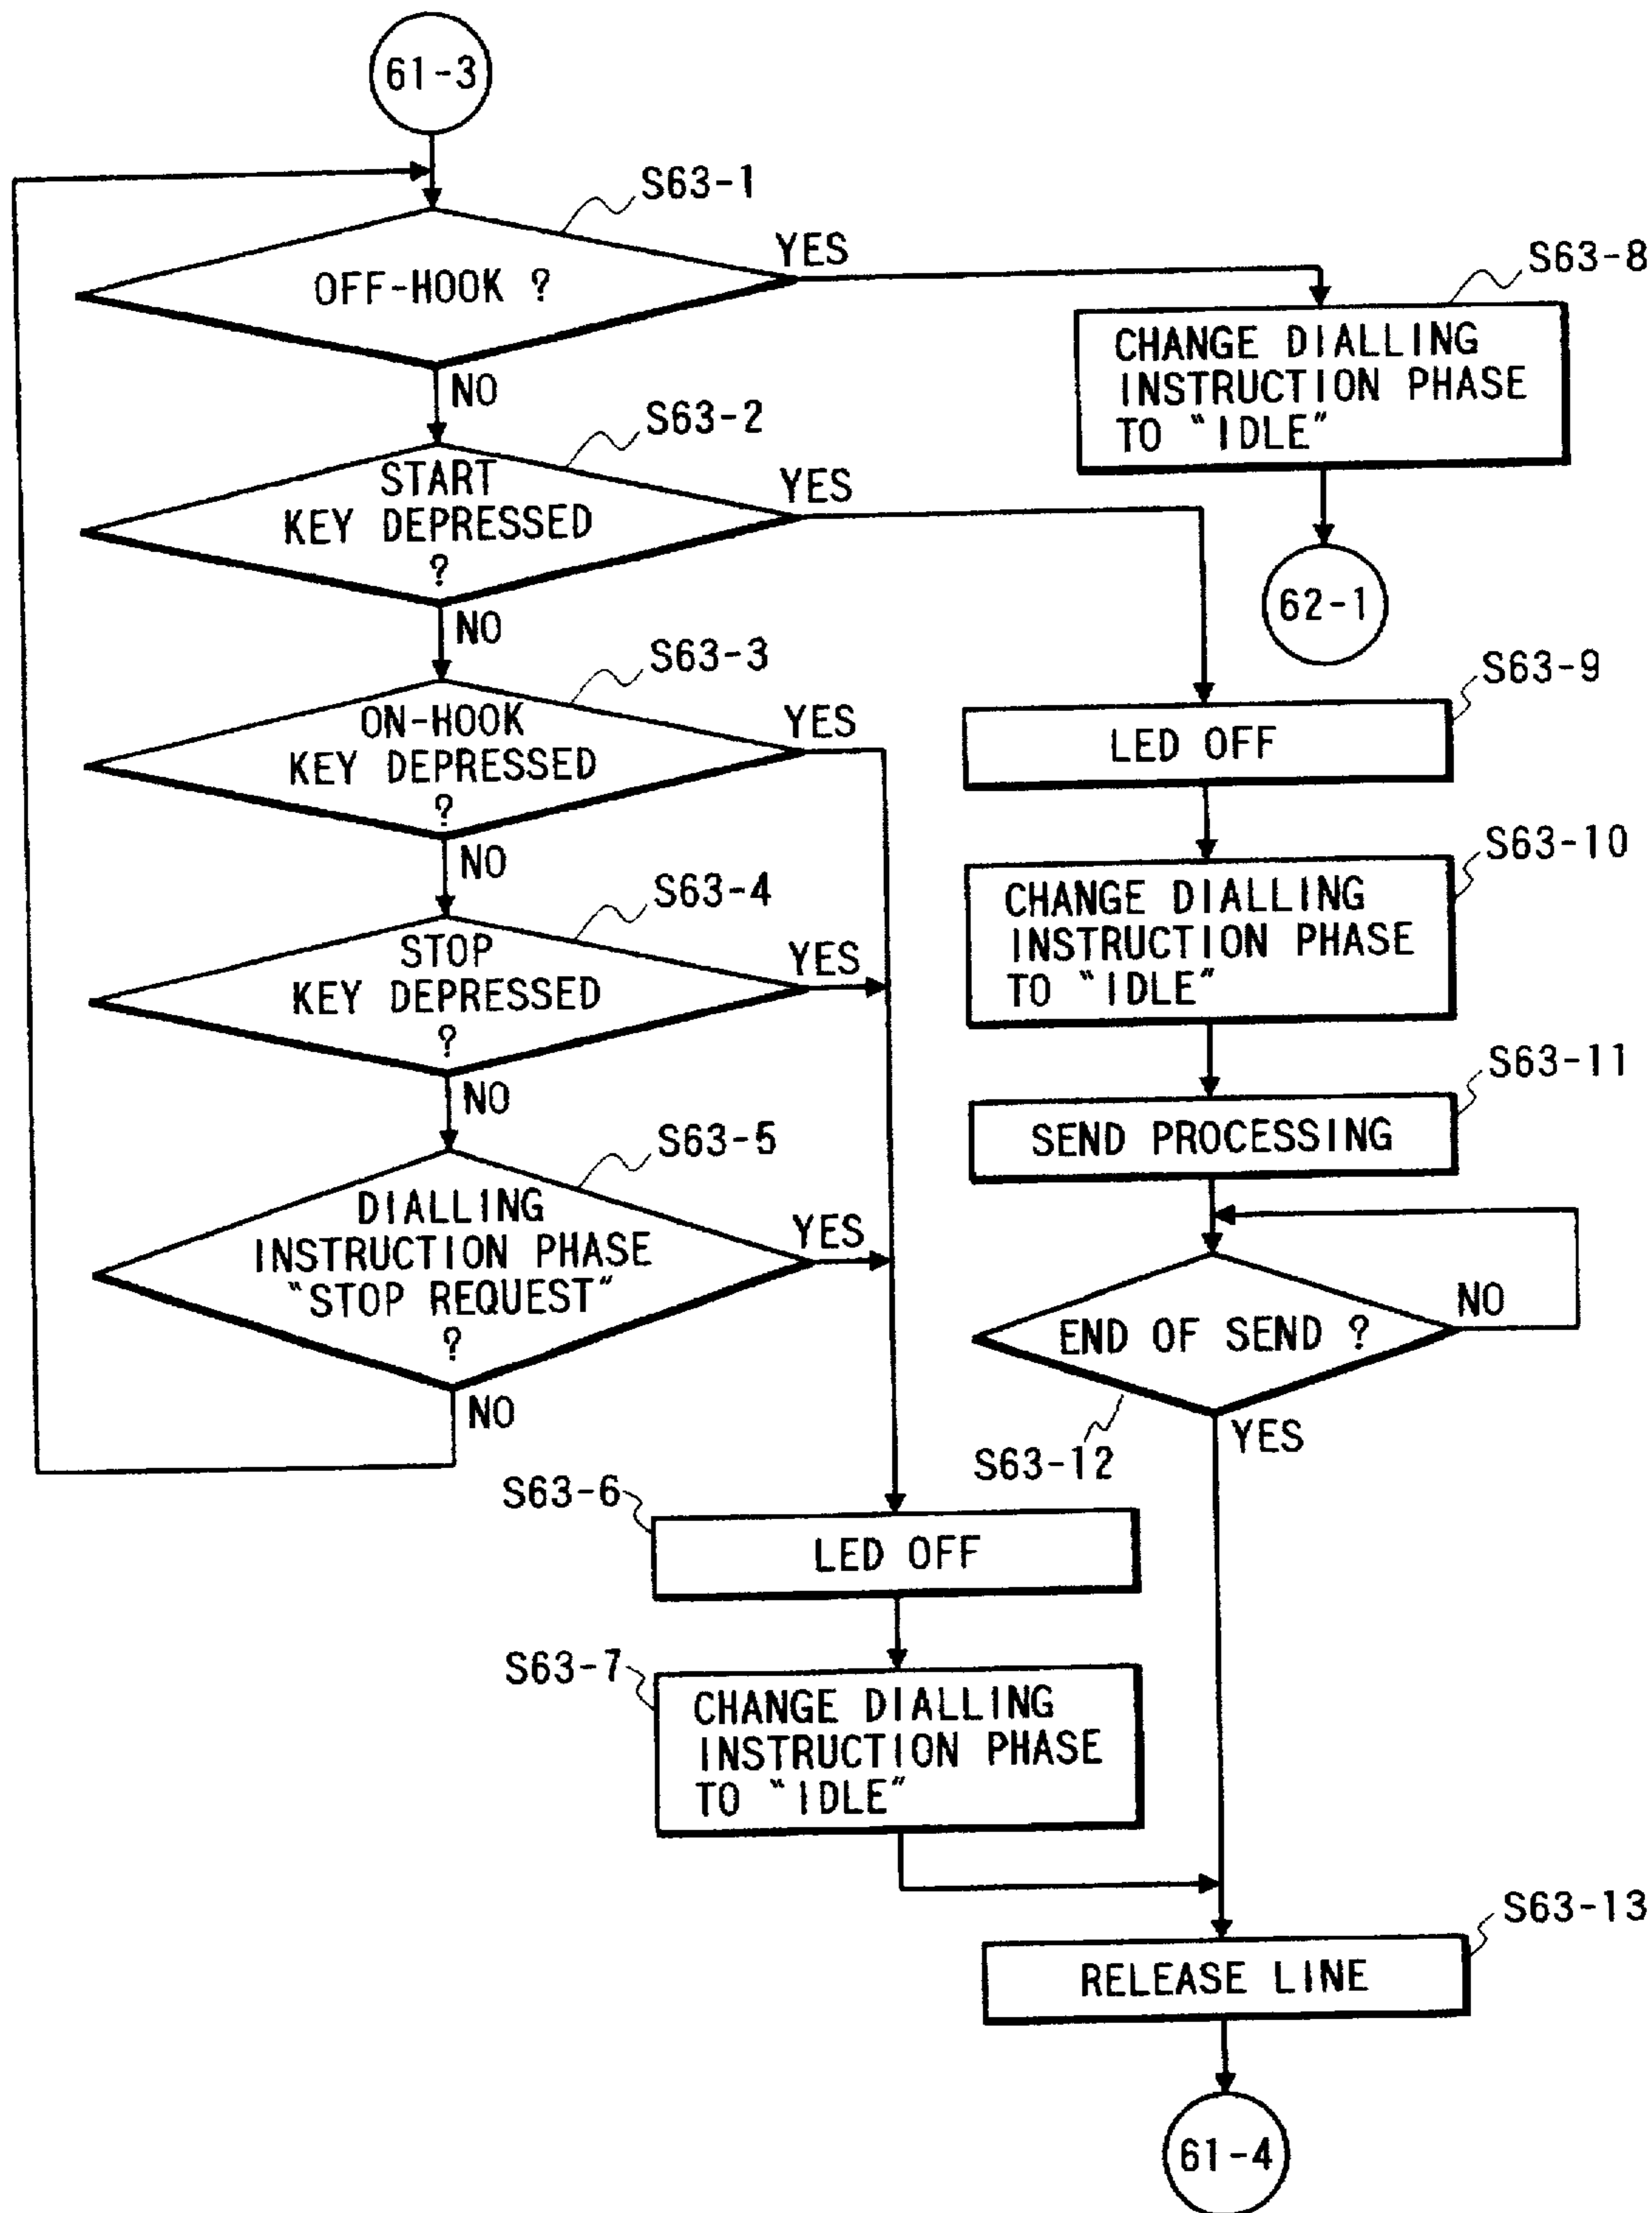 61-3
S63-1
OFF-HOOK ?
YES
NO
S63-8
CHANGE DIALLING
INSTRUCTION PHASE
TO "IDLE"
62-1
S63-2
START
KEY DEPRESSED
?
YES
NO
S63-3
ON-HOOK
KEY DEPRESSED
?
YES
NO
S63-9
LED OFF
S63-10
CHANGE DIALLING
INSTRUCTION PHASE
TO "IDLE"
S63-4
STOP
KEY DEPRESSED
?
YES
NO
S63-11
SEND PROCESSING
S63-5
DIALLING
INSTRUCTION PHASE
"STOP REQUEST"
?
YES
NO
END OF SEND ?
NO
YES
S63-12
S63-6
LED OFF
S63-7
CHANGE DIALLING
INSTRUCTION PHASE
TO "IDLE"
S63-13
RELEASE LINE
61-4